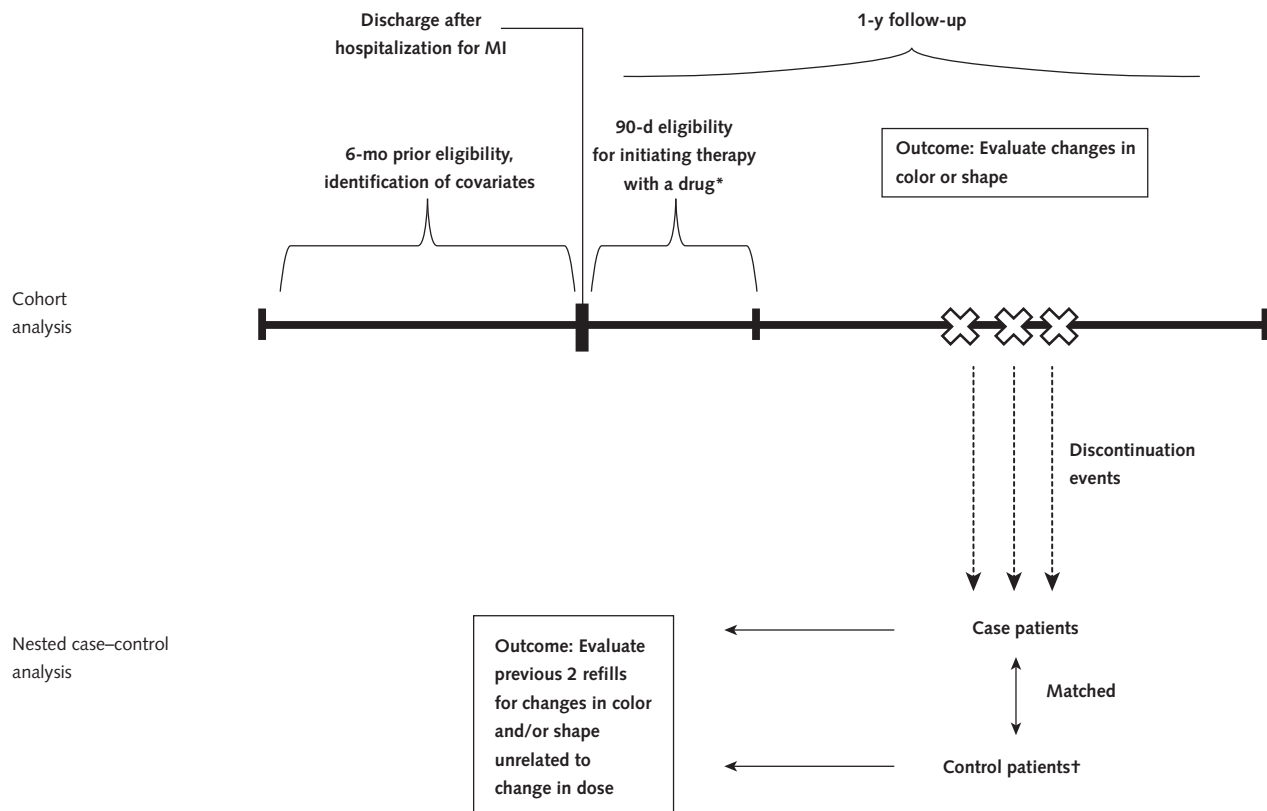 Discharge after
hospitalization for MI
1-y follow-up
6-mo prior eligibility,
identification of covariates
90-d eligibility
for initiating therapy
with a drug*
Outcome: Evaluate changes in
color or shape
Cohort
analysis
Discontinuation
events
Nested case–control
analysis
Outcome: Evaluate
previous 2 refills
for changes in color
and/or shape
unrelated to
change in dose
Case patients
Matched
Control patients†